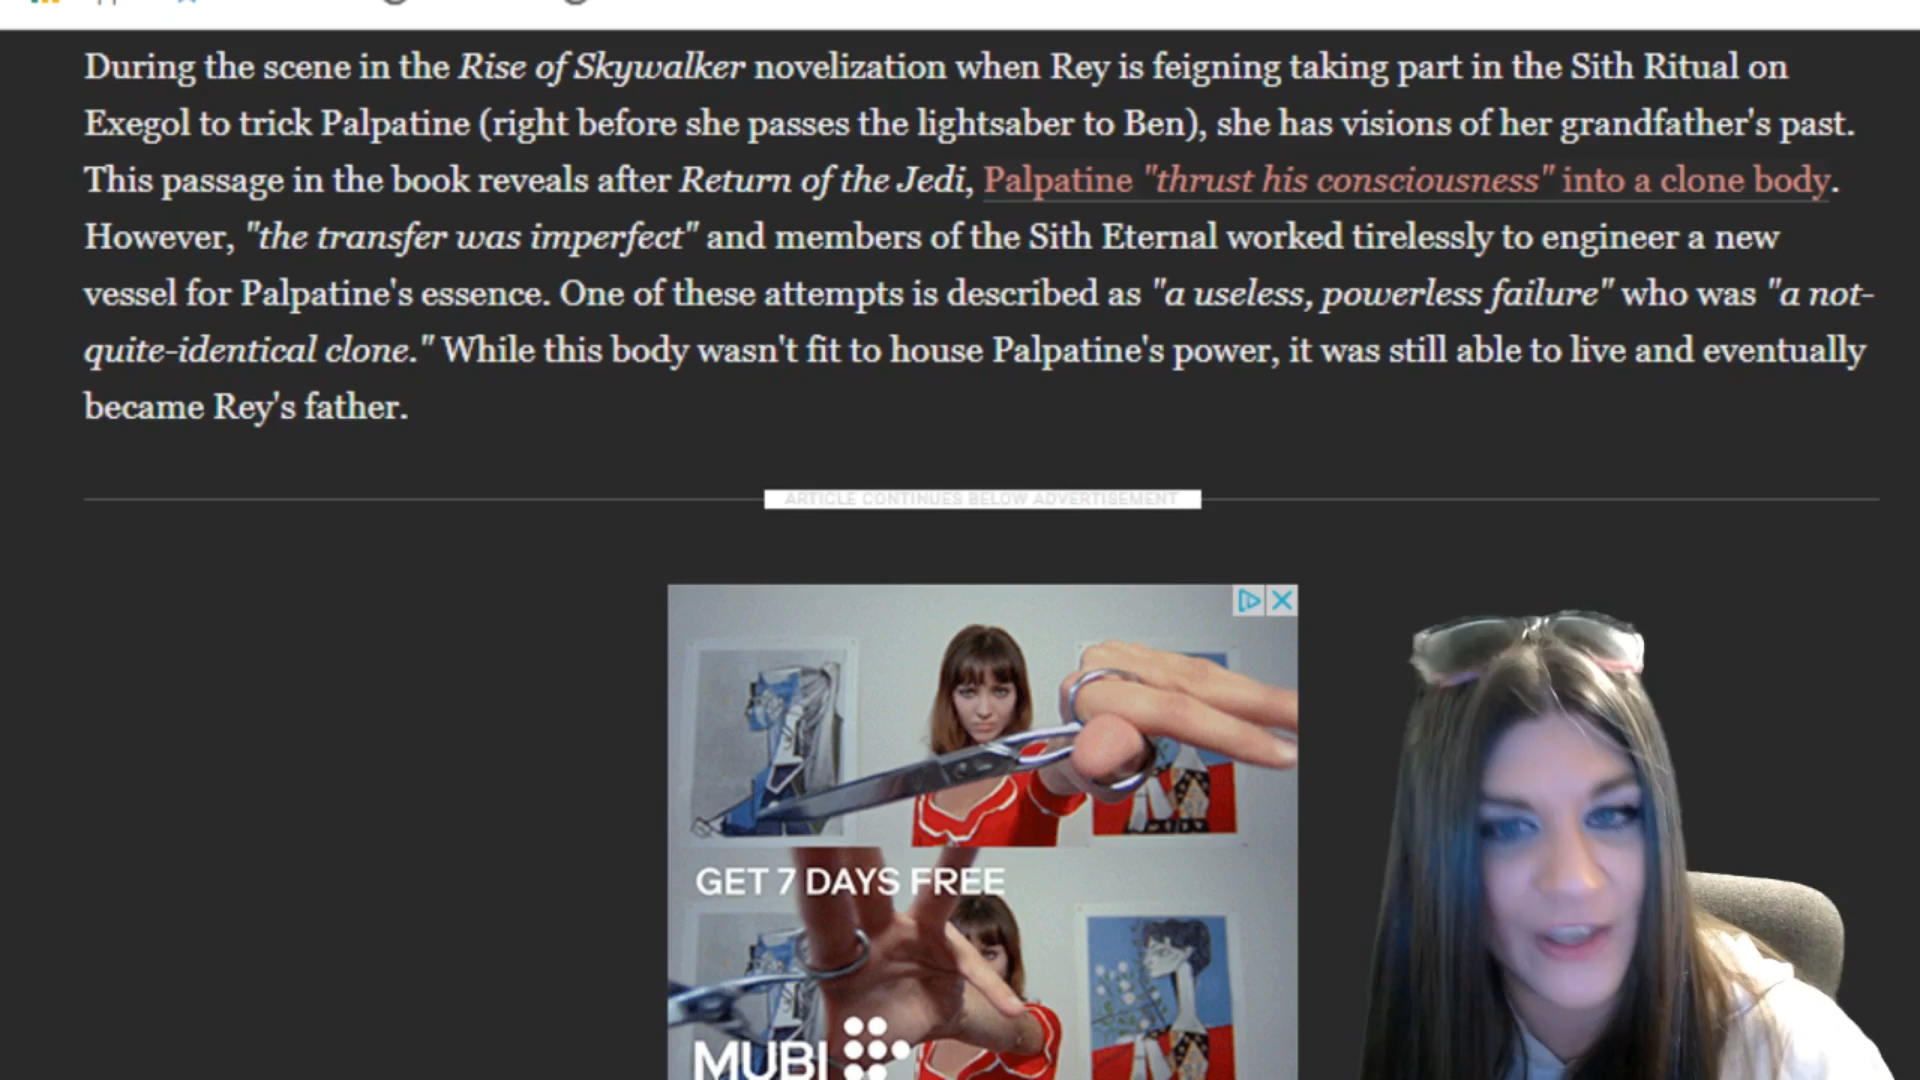 During the scene in the Rise of Skywalker novelization when Rey is feigning taking part in the Sith Ritual on
Exegol to trick Palpatine (right before she passes the lightsaber to Ben), she has visions of her grandfather's past.
This passage in the book reveals after Return of the Jedi, Palpatine "thrust his consciousness" into a clone body.
However, "the transfer was imperfect" and members of the Sith Eternal worked tirelessly to engineer a new
vessel for Palpatine's essence. One of these attempts is described as "a useless, powerless failure" who was "a not-
quite-identical clone." While this body wasn't fit to house Palpatine's power, it was still able to live and eventually
became Rey's father.
ARTICLE CONTINUES BELOW ADVERTISEMENT
GET 7 DAYS FREE
MUBI